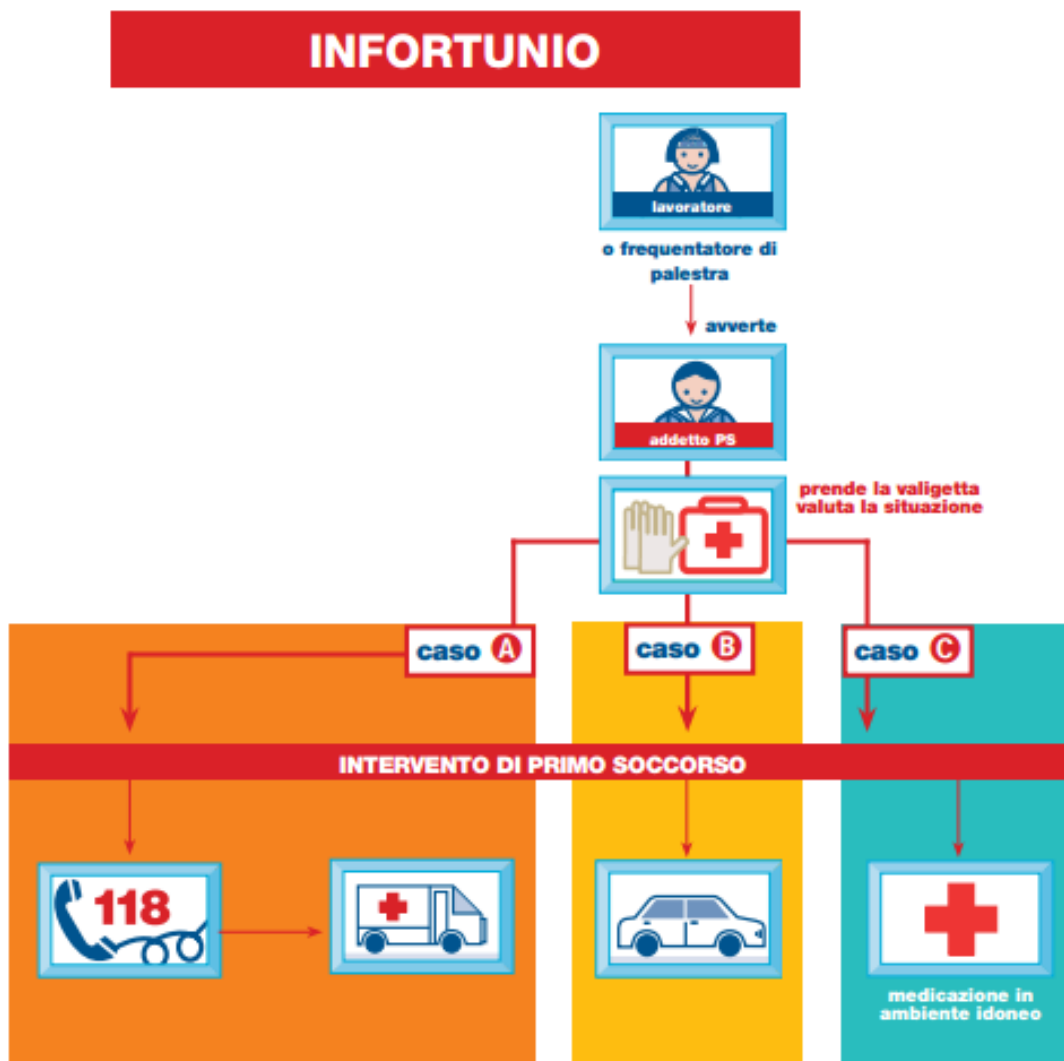 INFORTUNIO
lavoratore
o frequentatore di
palestra
avverte
addetto PS
prende la valigetta
valuta la situazione
caso A
caso B
caso C
INTERVENTO DI PRIMO SOCCORSO
118
medicazione in
ambiente idoneo